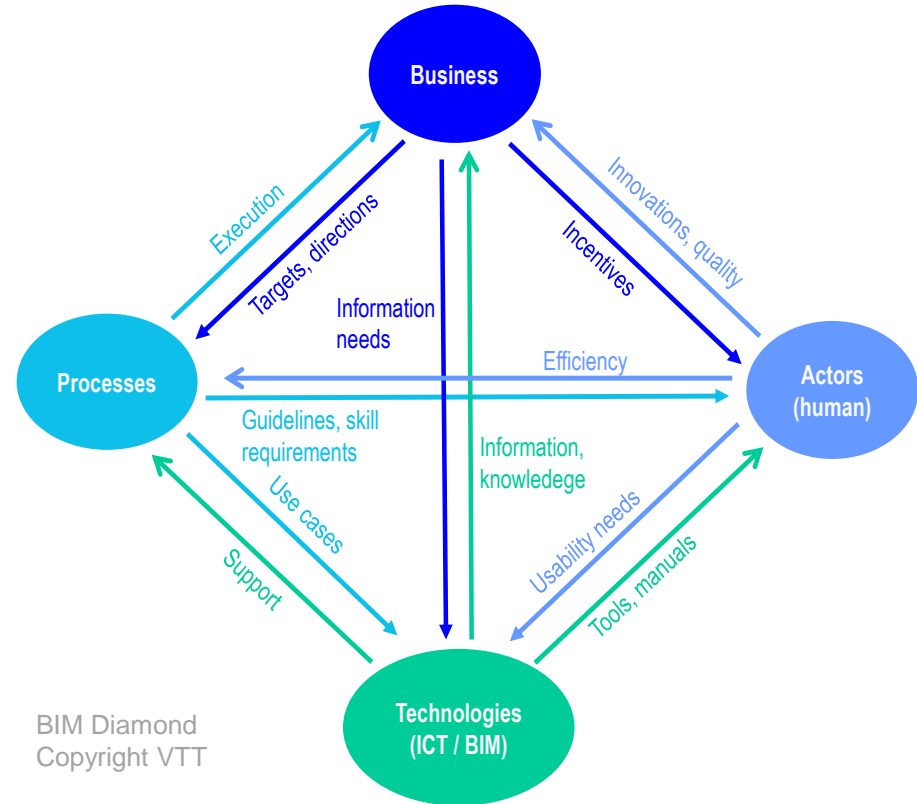 Business
Execution
Targets, directions
Innovations, quality
Incentives
Information
needs
Processes
Efficiency
Actors
(human)
Guidelines, skill
requirements
Information,
knowledege
Use cases
Support
Usability needs
Tools, manuals
Technologies
(ICT / BIM)
BIM Diamond
Copyright VTT